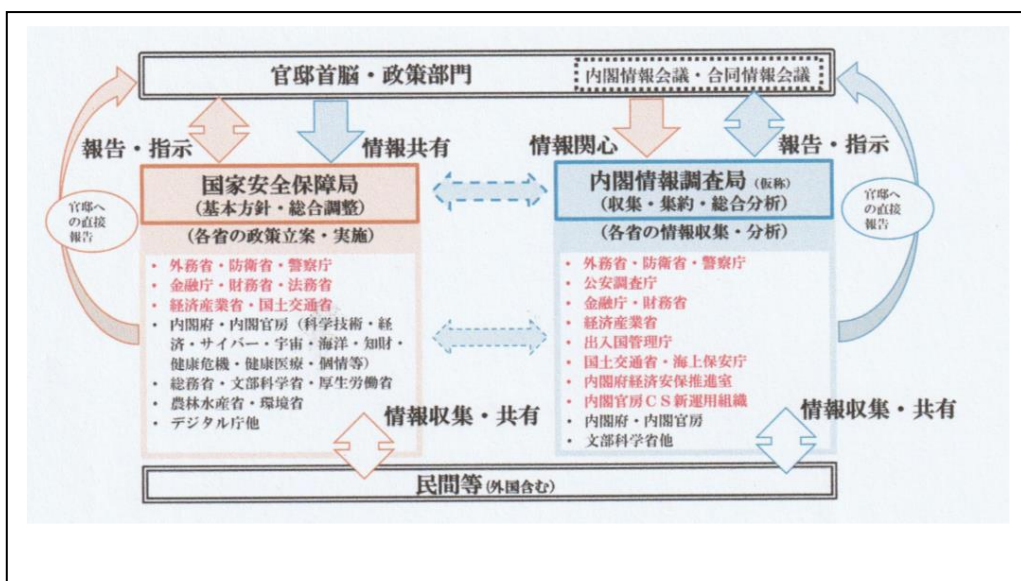 官邸首脳・政策部門
内閣情報会議・合同情報会議
報告・指示
情報共有
情報関心
報告・指示
官邸へ
の直接
報告
国家安全保障局
(基本方針・総合調整)
(各省の政策立案・実施)
• 外務省・防衛省・警察庁
• 金融庁・財務省・法務省
• 経済産業省・国土交通省
• 内閣府・内閣官房（科学技術・経
済・サイバー・宇宙・海洋・知財・
健康危機・健康医療・個情等）
• 総務省・文部科学省・厚生労働省
• 農林水産省・環境省
• デジタル庁他
情報収集・共有
内閣情報調査局 (仮称)
(収集・集約・総合分析)
(各省の情報収集・分析)
• 外務省・防衛省・警察庁
• 公安調査庁
• 金融庁・財務省
• 経済産業省
• 出入国管理庁
• 国土交通省・海上保安庁
• 内閣府経済安保推進室
• 内閣官房ＣＳ新運用組織
• 内閣府・内閣官房
• 文部科学省他
官邸へ
の直接
報告
情報収集・共有
民間等 (外国含む)